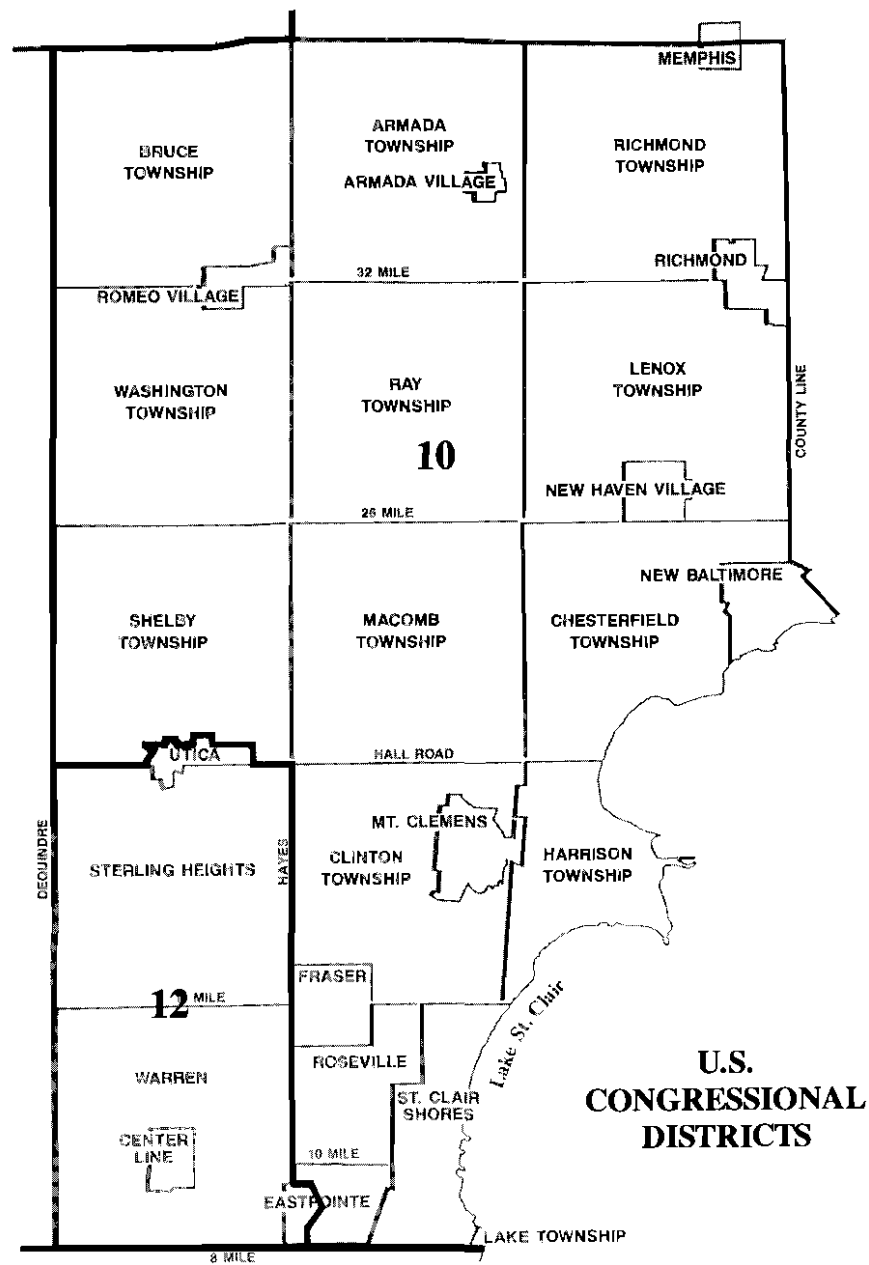 MEMPHIS
BRUCE
TOWNSHIP
ARMADA
TOWNSHIP
ARMADA VILLAGE
RICHMOND
TOWNSHIP
RICHMOND
32 MILE
ROMEO VILLAGE
WASHINGTON
TOWNSHIP
RAY
TOWNSHIP
LENOX
TOWNSHIP
COUNTY LINE
10
NEW HAVEN VILLAGE
26 MILE
NEW BALTIMORE
SHELBY
TOWNSHIP
MACOMB
TOWNSHIP
CHESTERFIELD
TOWNSHIP
UTICA
HALL ROAD
DEQUINDRE
STERLING HEIGHTS
HAYES
MT. CLEMENS
CLINTON
TOWNSHIP
HARRISON
TOWNSHIP
FRASER
12
MILE
Lake St. Clair
WARREN
ROSEVILLE
ST. CLAIR
SHORES
U.S.
CONGRESSIONAL
DISTRICTS
CENTER
LINE
10 MILE
EASTPOINTE
LAKE TOWNSHIP
8 MILE